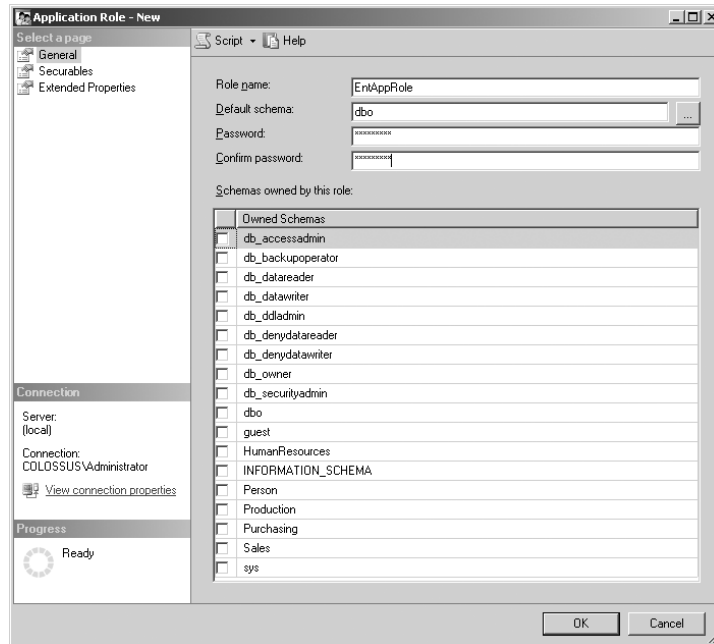 Application Role - New
Select a page
General
Securables
Extended Properties
Script
Help
Role name:
EntAppRole
Default schema:
dbo
...
Password:
*********
Confirm password:
*********
Schemas owned by this role:
Owned Schemas
db_accessadmin
db_backupoperator
db_datareader
db_datawriter
db_ddladmin
db_denydatareader
db_denydatawriter
db_owner
db_securityadmin
dbo
guest
HumanResources
INFORMATION_SCHEMA
Person
Production
Purchasing
Sales
sys
Connection
Server:
(local)
Connection:
COLOSSUS\Administrator
View connection properties
Progress
Ready
OK
Cancel